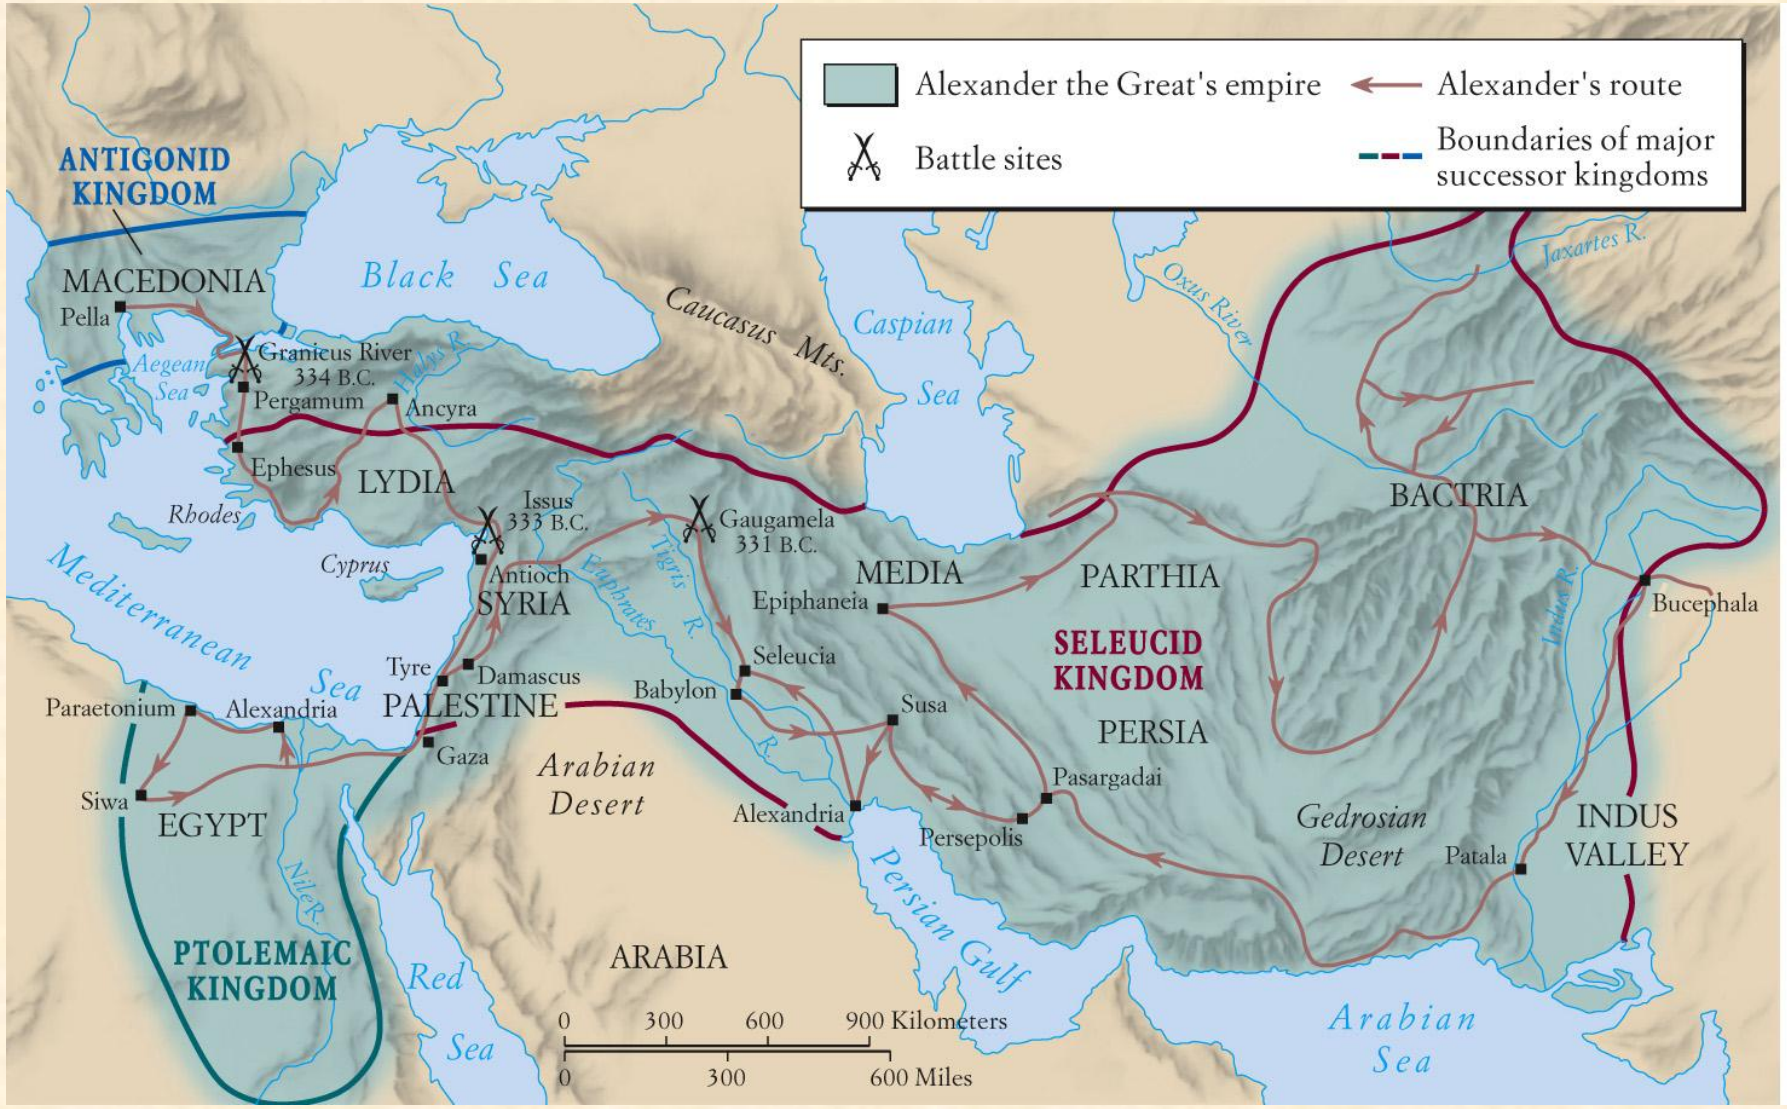 Alexander the Great's empire
Alexander's route
Battle sites
Boundaries of major
successor kingdoms
ANTIGONID
KINGDOM
MACEDONIA
Pella
Black Sea
Caucasus Mts.
Caspian
Sea
Oxus River
Jaxartes R.
Aegean
Sea
Granicus River
334 B.C.
Halys R.
Pergamum
Ancyra
Ephesus
LYDIA
Rhodes
Issus
333 B.C.
Gaugamela
331 B.C.
Cyprus
Antioch
SYRIA
Euphrates
R.
Tigris
R.
MEDIA
Epiphaneia
PARTHIA
BACTRIA
Indus R.
Bucephala
Mediterranean
Sea
SELEUCID
KINGDOM
Seleucia
Tyre
Damascus
Babylon
Paraetonium
Alexandria
PALESTINE
Susa
PERSIA
Gaza
Arabian
Desert
Pasargadai
Siwa
EGYPT
Alexandria
Persepolis
Gedrosian
Desert
Patala
INDUS
VALLEY
Nile R.
Persian Gulf
PTOLEMAIC
KINGDOM
Red
Sea
ARABIA
Arabian
Sea
0 300 600 900 Kilometers
0 300 600 Miles